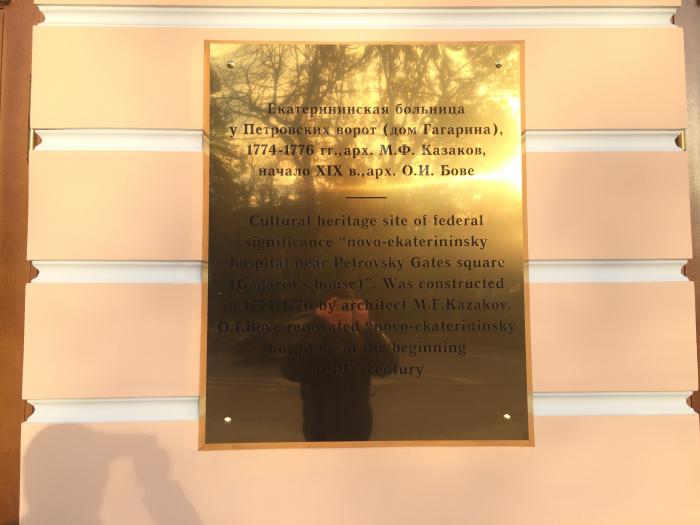 Екатерининская больница
у Петровских ворот (дом Гагарина),
1774-1776 гг.,арх. М.Ф. Казаков,
начало XIX в.,арх. О.И. Бове
Cultural heritage site of federal
significance “novo-ekaterininsky
hospital near Petrovsky Gates square
(Gagarin's house)”. Was constructed
in 1774-1776 by architect M.F.Kazakov.
O.I.Bove renovated “novo-ekaterininsky
hospital” in the beginning
of 19th century